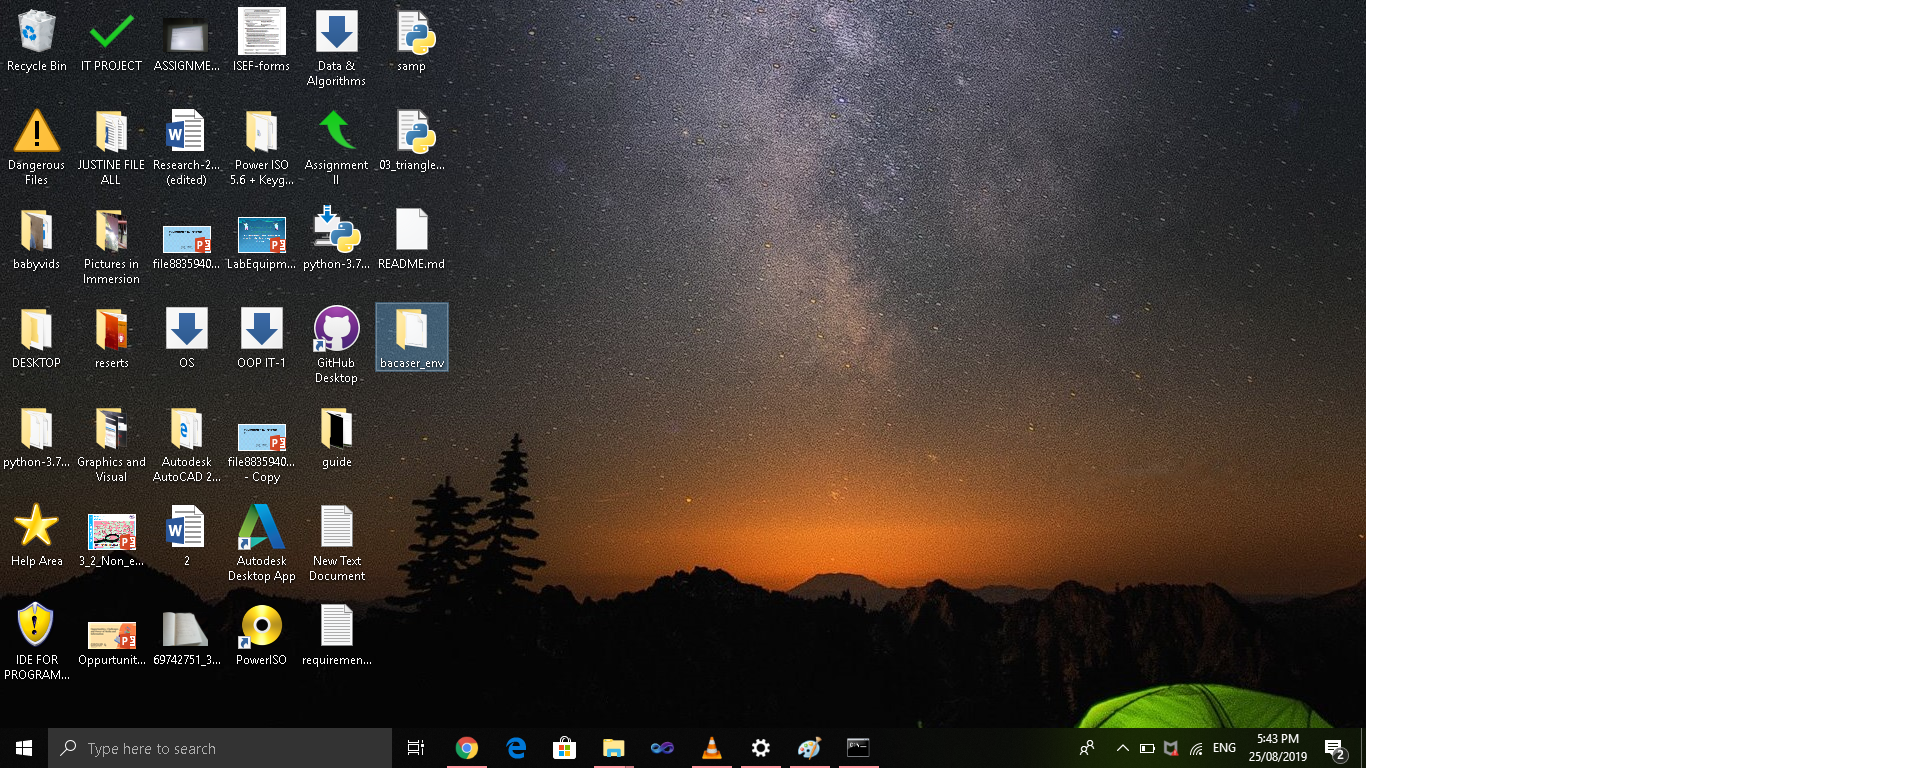 Recycle Bin
IT PROJECT
ASSIGNME...
ISEF-forms
Data &
Algorithms
samp
Dangerous
Files
JUSTINE FILE
ALL
Research-2...
(edited)
Power ISO
5.6 + Keyg...
Assignment
II
03_triangle...
babyvids
Pictures in
Immersion
file8835940...
LabEquipm...
python-3.7...
README.md
DESKTOP
reserts
OS
OOP IT-1
GitHub
Desktop
bacaser_env
python-3.7...
Graphics and
Visual
Autodesk
AutoCAD 2...
file8835940...
- Copy
guide
Help Area
3_2_Non_e...
2
Autodesk
Desktop App
New Text
Document
IDE FOR
PROGRAM...
Oppurtunit...
69742751_3...
PowerISO
requiremen...
Type here to search
ENG
5:43 PM
25/08/2019
2